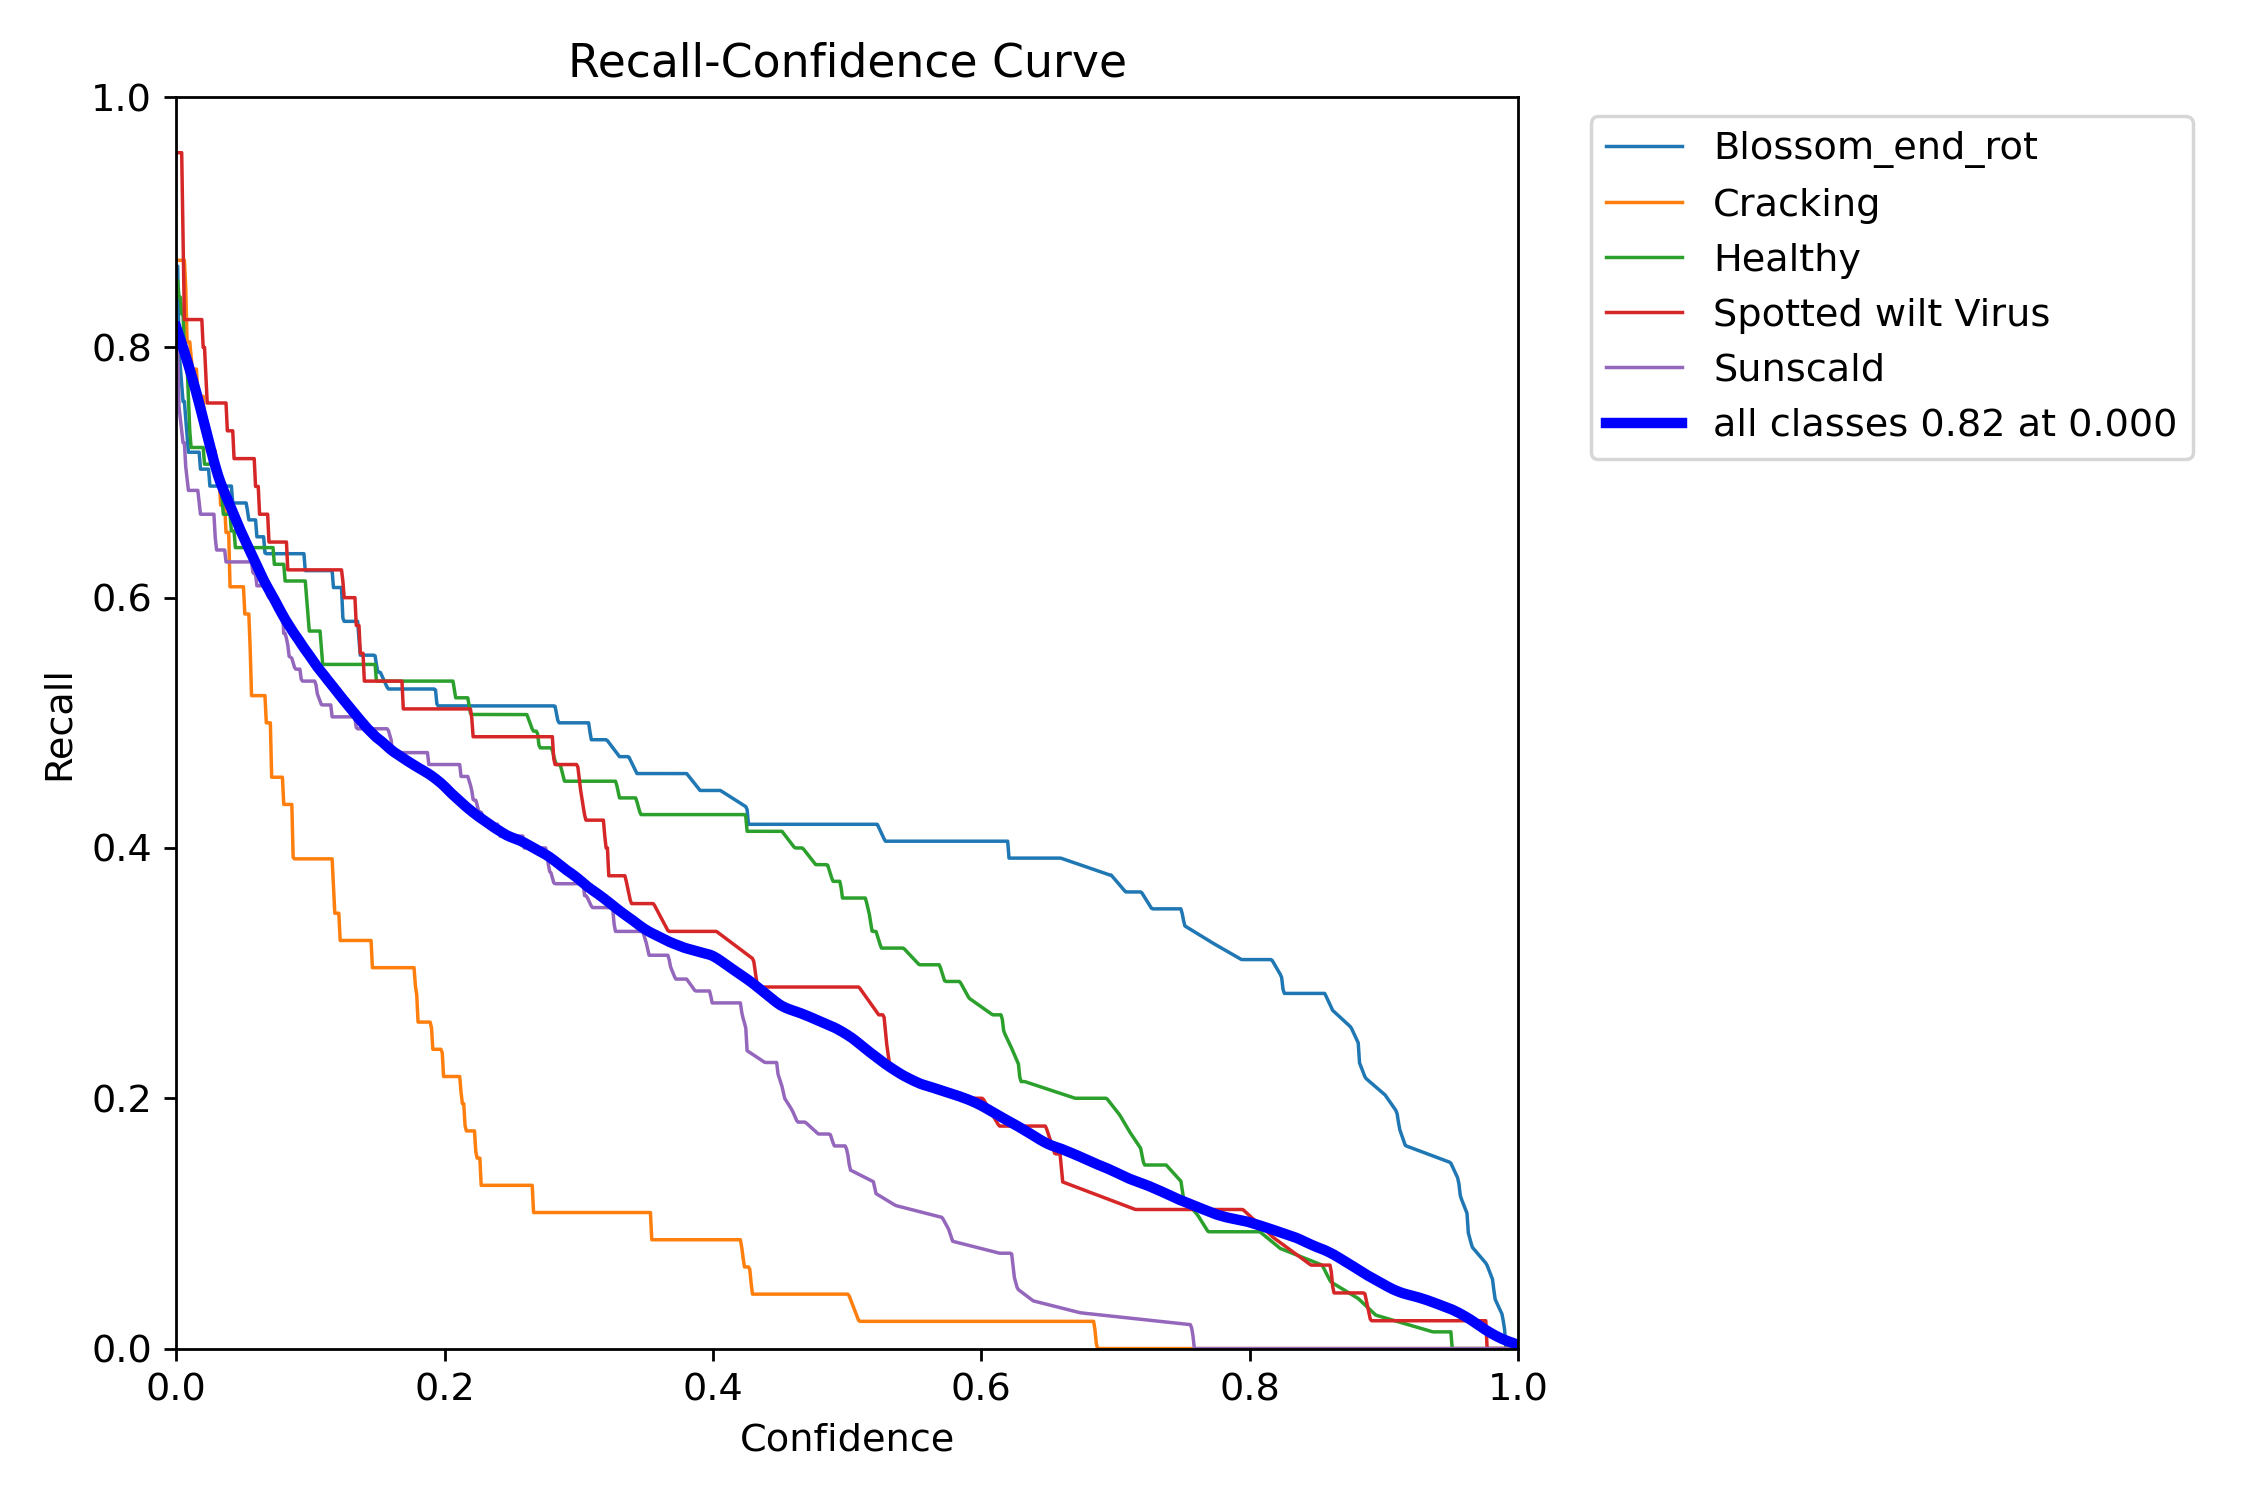 Recall-Confidence Curve
1.0
0.8
0.6
0.4
0.2
0.0
Recall
0.0 0.2 0.4 0.6 0.8 1.0
Confidence
Blossom_end_rot
Cracking
Healthy
Spotted wilt Virus
Sunscald
all classes 0.82 at 0.000